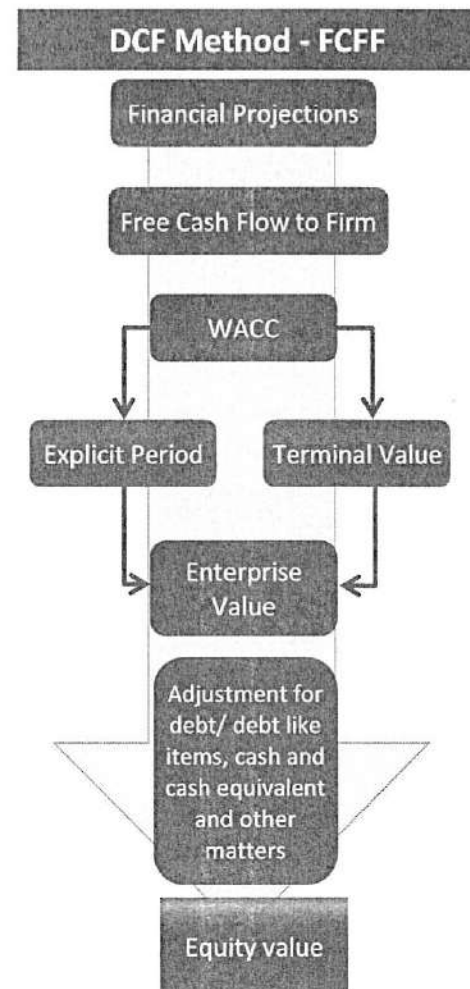 DCF Method - FCFF
Financial Projections
Free Cash Flow to Firm
WACC
Explicit Period
Terminal Value
Enterprise
Value
Adjustment for
debt/ debt like
items, cash and
cash equivalent
and other
matters
Equity value